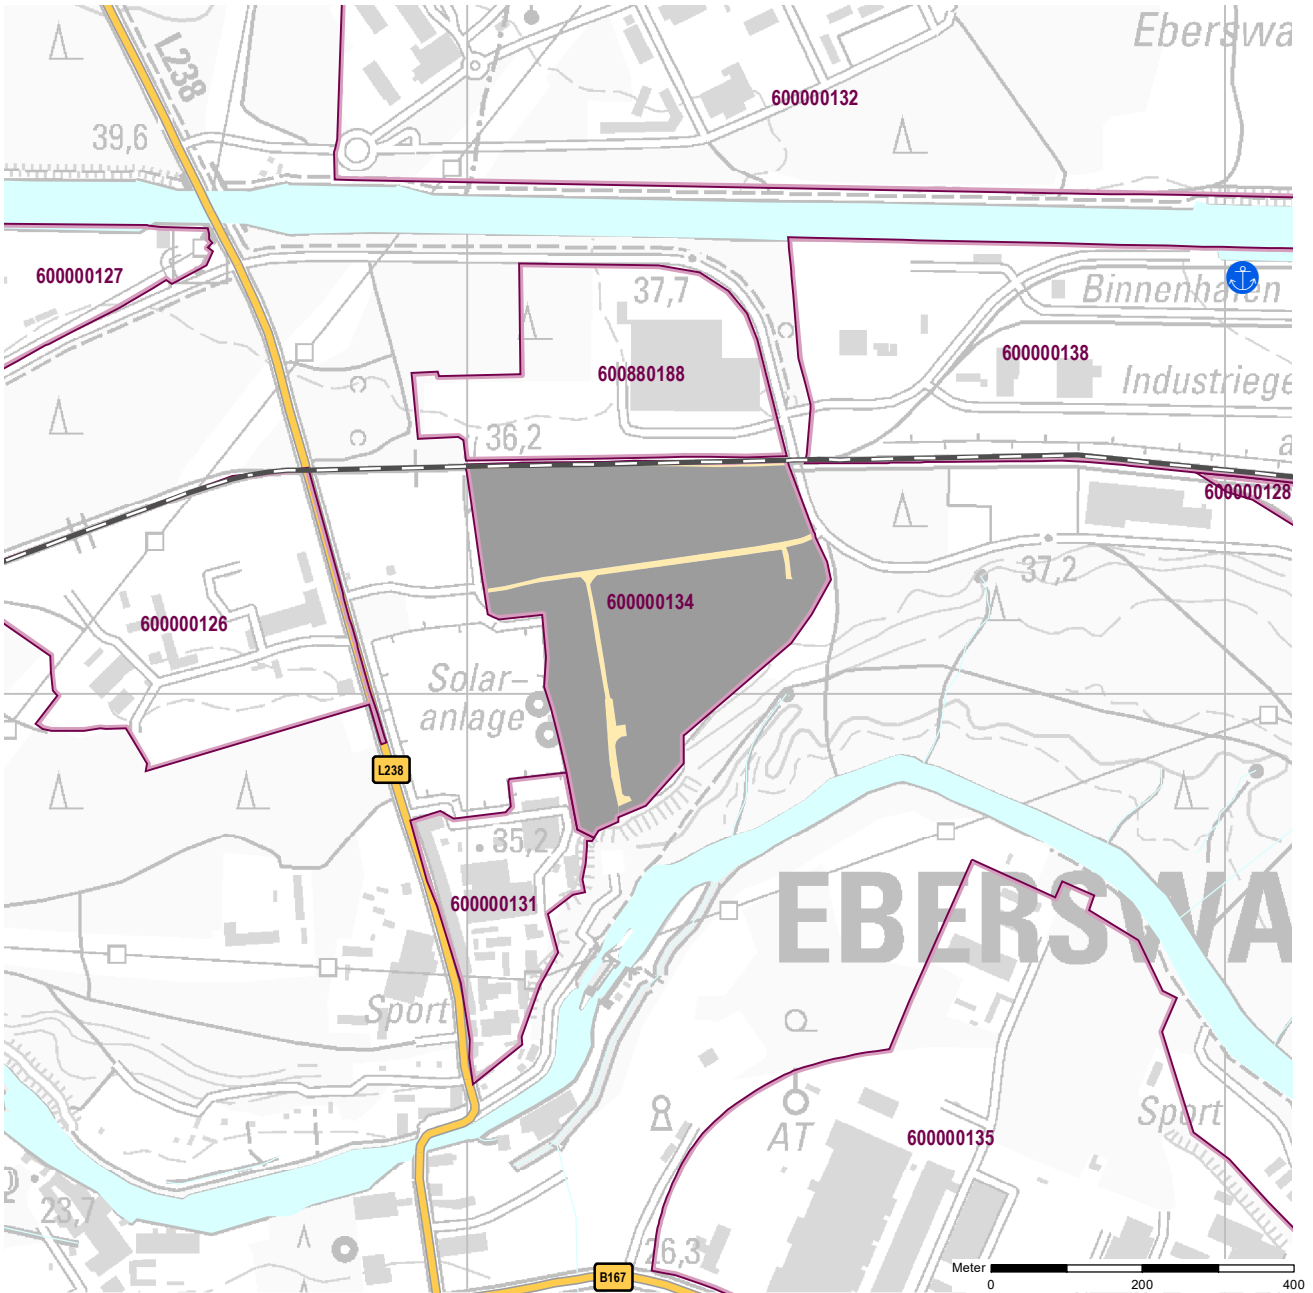 Eberswa
L238
600000132
39,6
600000127
37,7
Binnenhafen
600000138
600880188
Industriege
36,2
a
600000128
37,2
600000126
600000134
Solar–
anlage
L238
35,2
600000131
EBERSWA
Sport
Sport
AT
600000135
23,7
26,3
B167
Meter
0
200
400